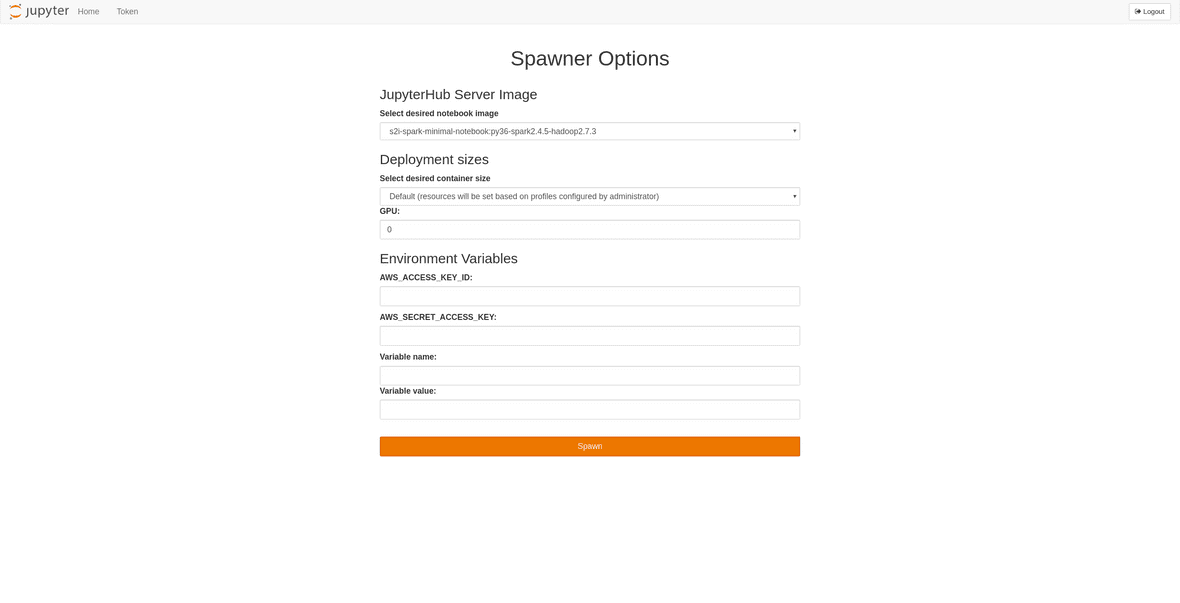 jupyter Home Token Logout
Spawner Options
JupyterHub Server Image
Select desired notebook image
s2i-spark-minimal-notebook:py36-spark2.4.5-hadoop2.7.3
Deployment sizes
Select desired container size
Default (resources will be set based on profiles configured by administrator)
GPU:
0
Environment Variables
AWS_ACCESS_KEY_ID:
AWS_SECRET_ACCESS_KEY:
Variable name:
Variable value:
Spawn